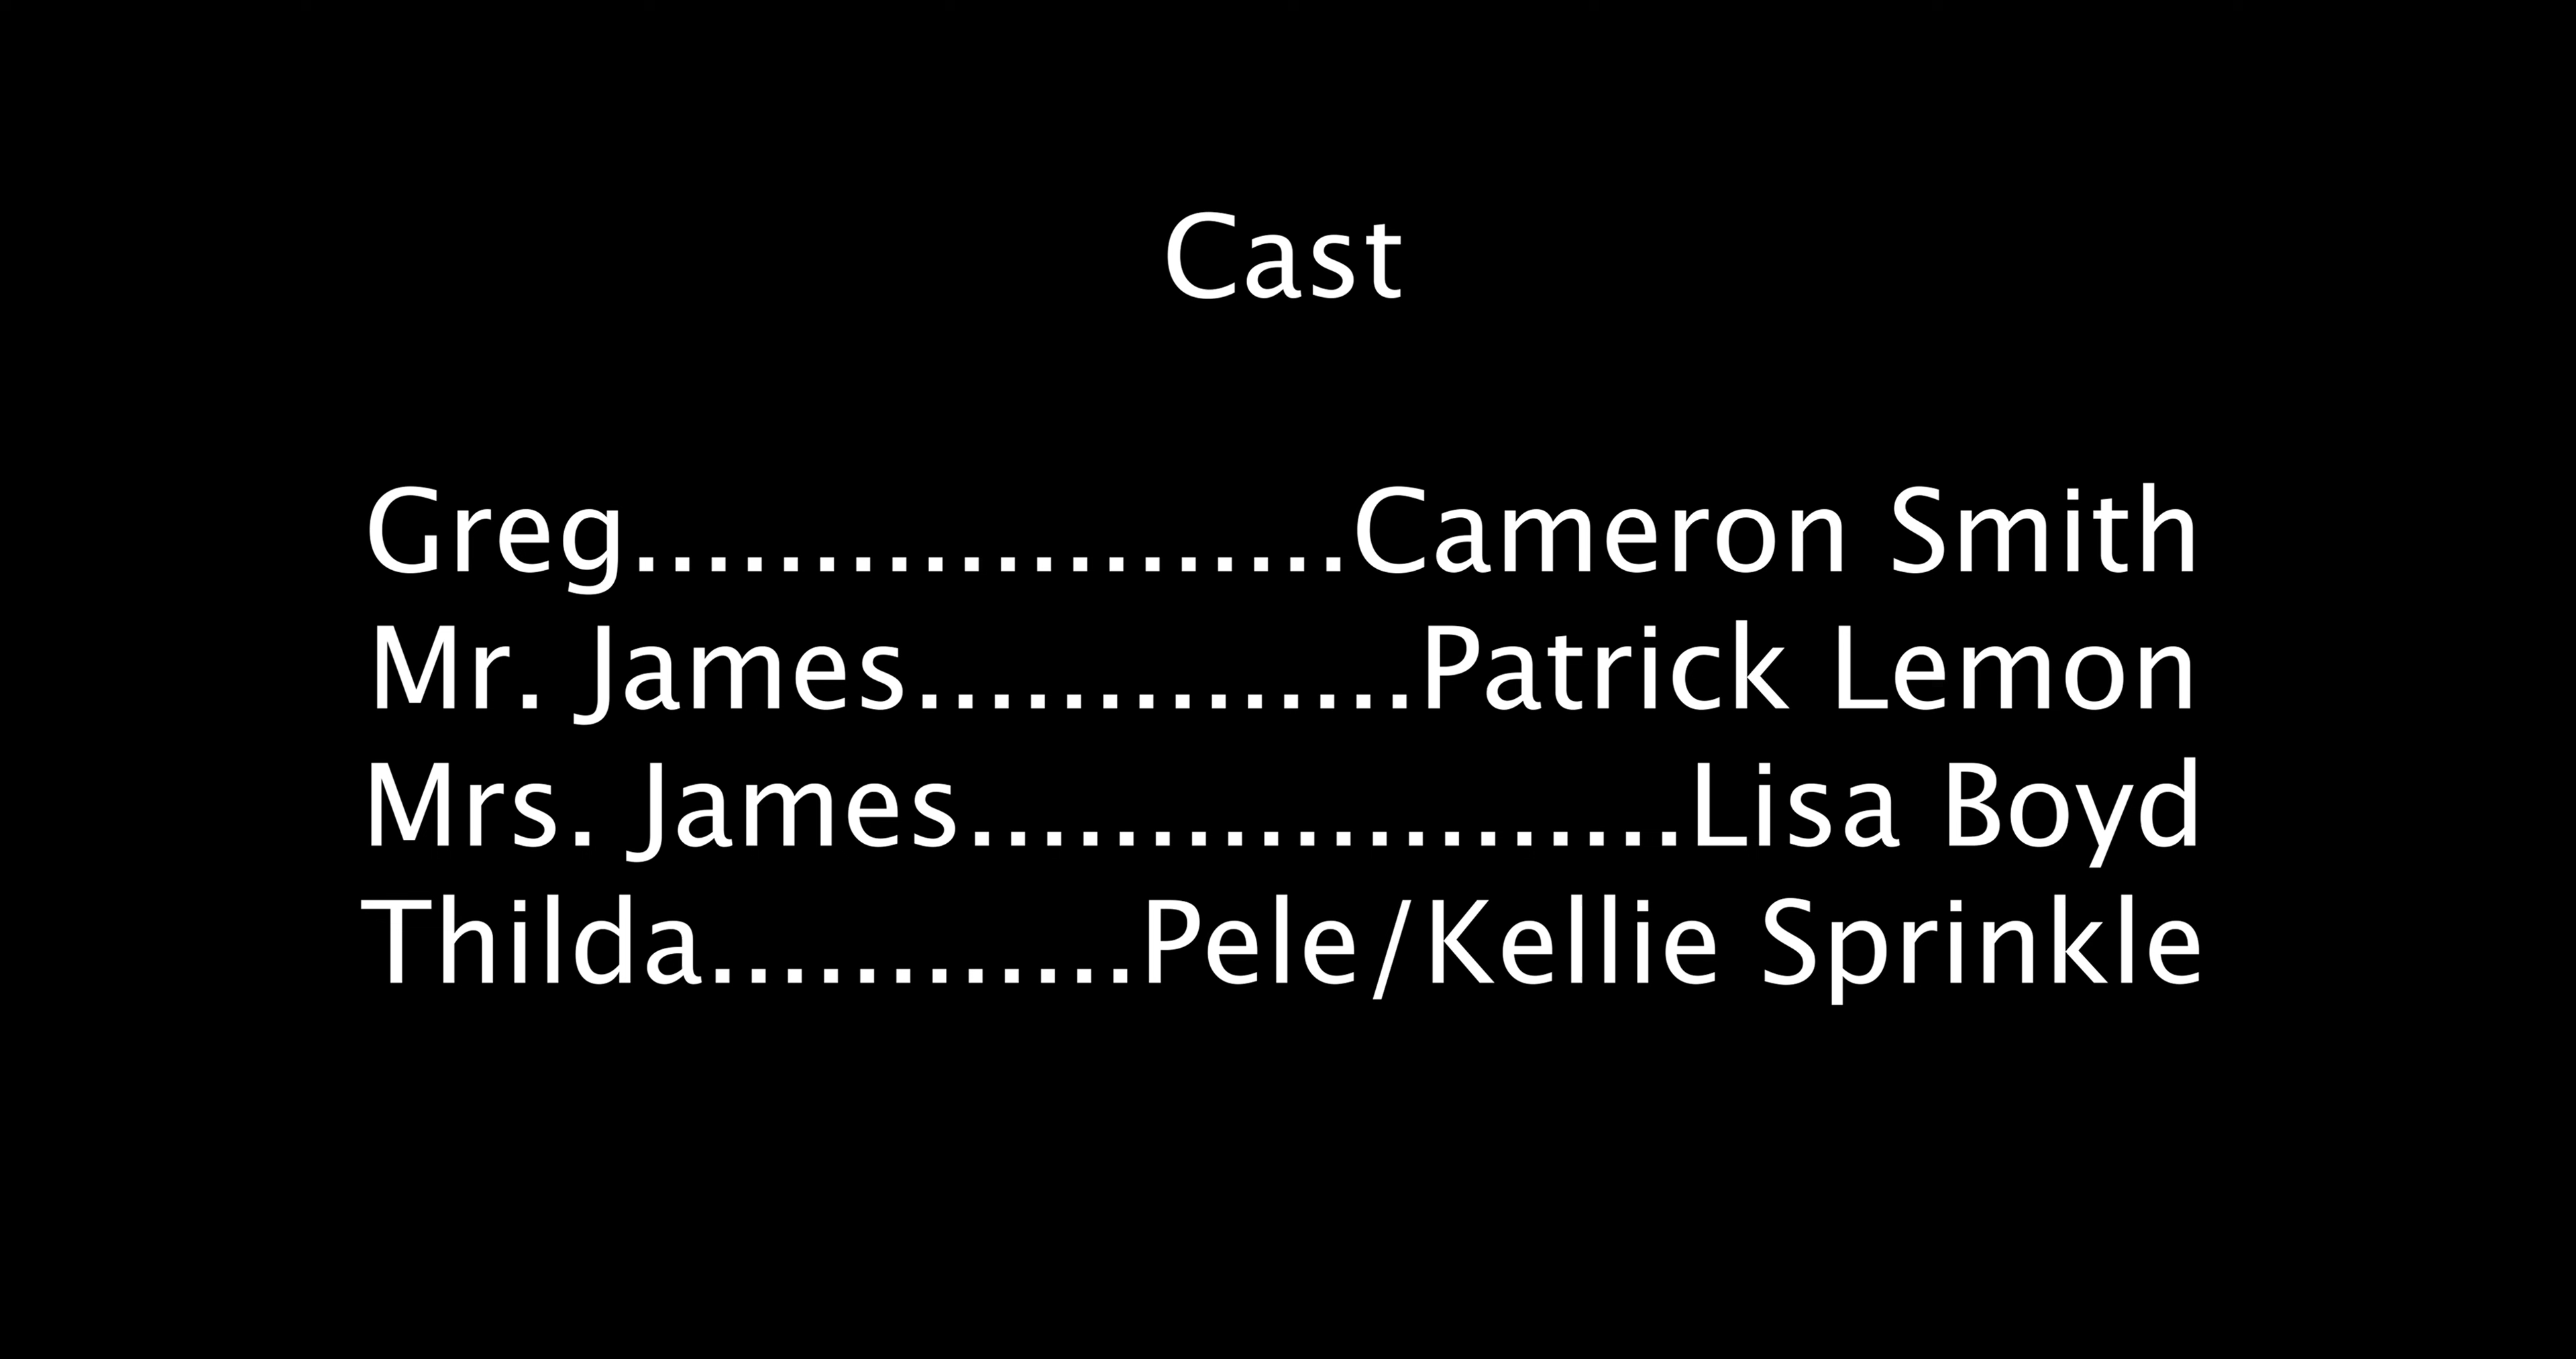 Cast
Greg....................Cameron Smith
Mr. James..............Patrick Lemon
Mrs. James....................Lisa Boyd
Thilda............Pele/Kellie Sprinkle